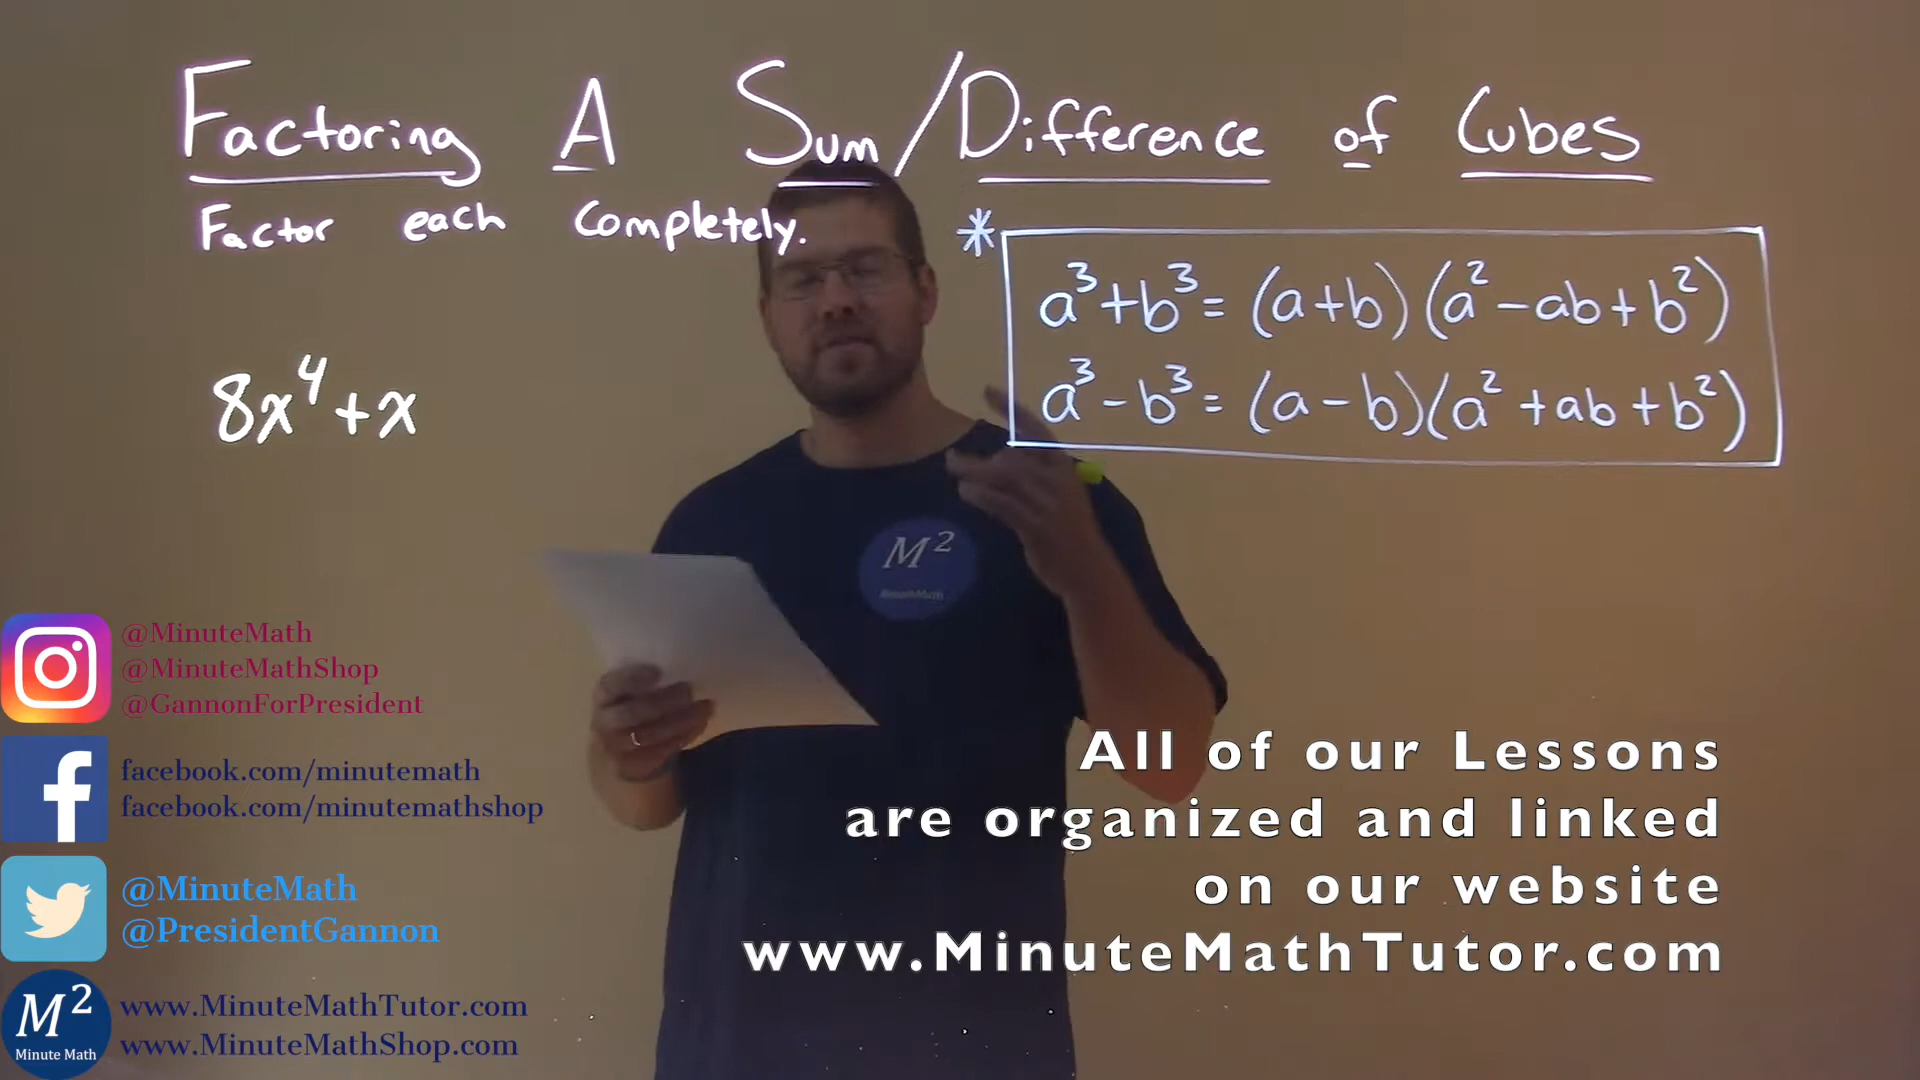 Factoring A Sum/Difference of Cubes
Factor each completely.
*
a³+b³= (a+b)(a²-ab+b²)
a³-b³= (a-b)(a²+ab+b²)
8x⁴+x
M²
MinuteMath
@MinuteMath
@MinuteMathShop
@GannonForPresident
facebook.com/minutemath
facebook.com/minutemathshop
@MinuteMath
@PresidentGannon
M²
Minute Math
www.MinuteMathTutor.com
www.MinuteMathShop.com
All of our Lessons
are organized and linked
on our website
www.MinuteMathTutor.com